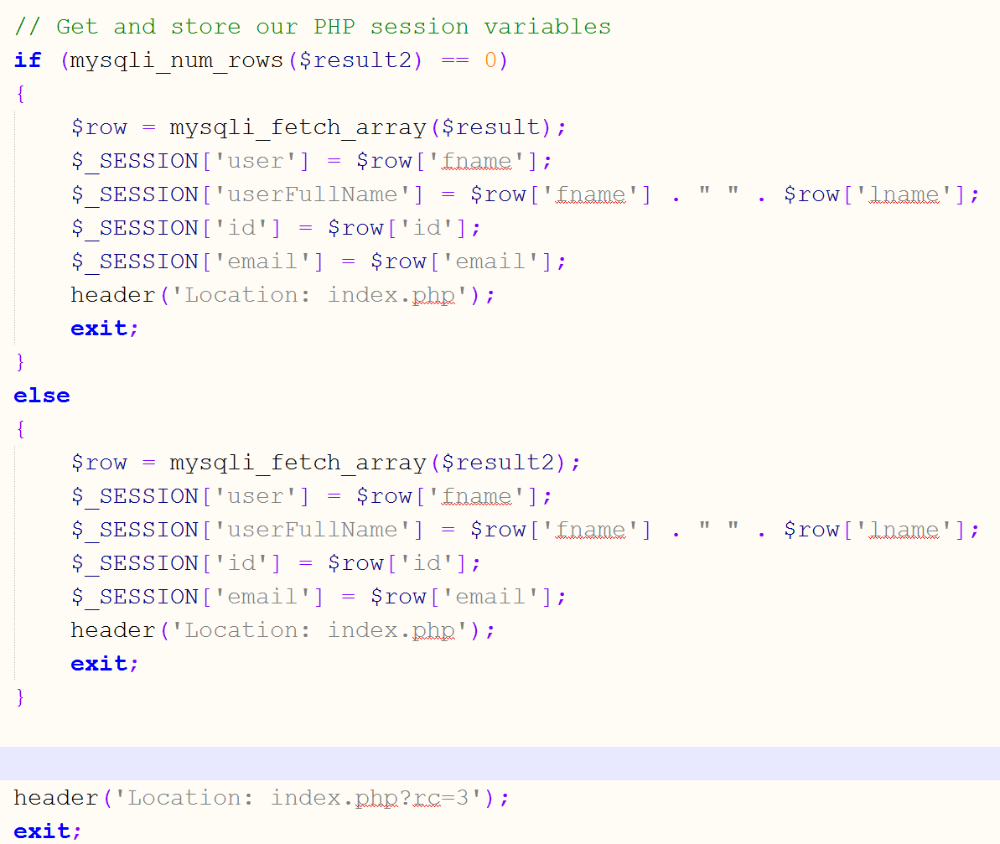 // Get and store our PHP session variables
if (mysqli_num_rows($result2) == 0)
{
    $row = mysqli_fetch_array($result);
    $_SESSION['user'] = $row['fname'];
    $_SESSION['userFullName'] = $row['fname'] . " " . $row['lname'];
    $_SESSION['id'] = $row['id'];
    $_SESSION['email'] = $row['email'];
    header('Location: index.php');
    exit;
}
else
{
    $row = mysqli_fetch_array($result2);
    $_SESSION['user'] = $row['fname'];
    $_SESSION['userFullName'] = $row['fname'] . " " . $row['lname'];
    $_SESSION['id'] = $row['id'];
    $_SESSION['email'] = $row['email'];
    header('Location: index.php');
    exit;
}
header('Location: index.php?rc=3');
exit;